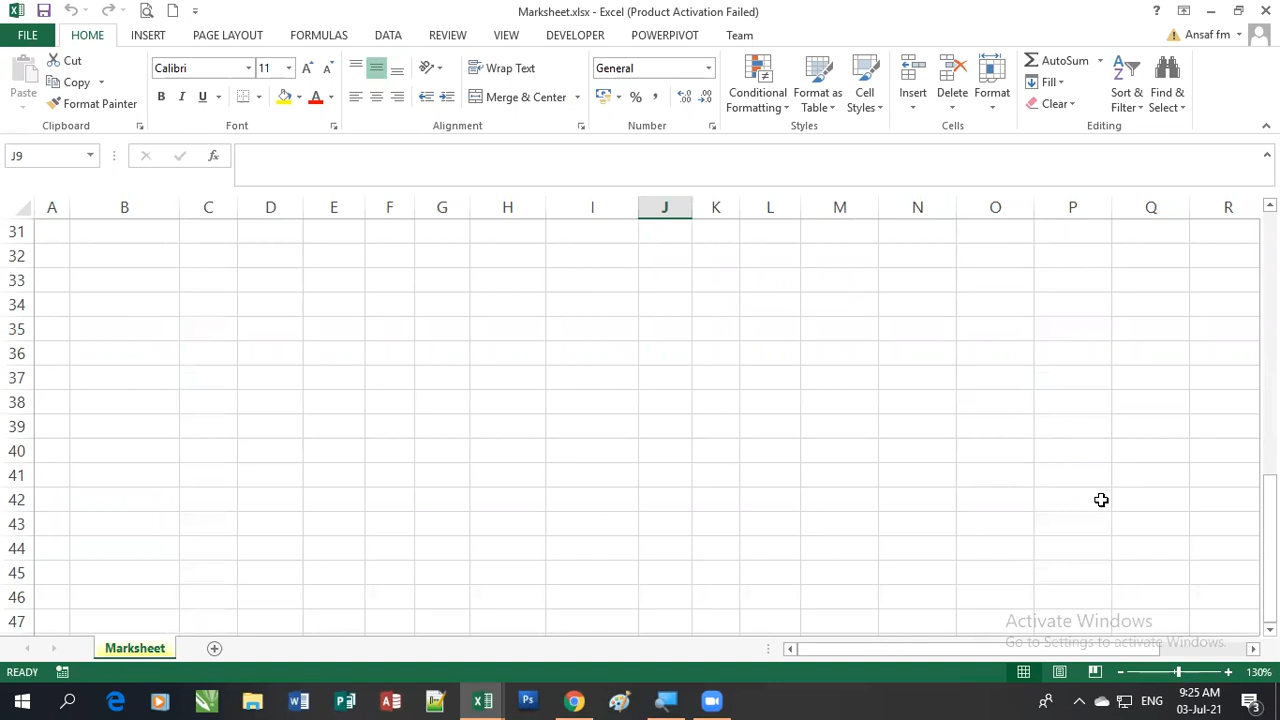 Marksheet.xlsx - Excel (Product Activation Failed)
?
FILE HOME INSERT PAGE LAYOUT FORMULAS DATA REVIEW VIEW DEVELOPER POWERPIVOT Team Ansaf fm
Paste Cut Copy Format Painter
Calibri 11
B I U A
Wrap Text
Merge & Center
General
%
Conditional Formatting
Format as Table
Cell Styles
Insert Delete Format
AutoSum
Fill
Clear
Sort & Filter
Find & Select
Clipboard Font Alignment Number Styles Cells Editing
J9 fx
A B C D E F G H I J K L M N O P Q R
31
32
33
34
35
36
37
38
39
40
41
42
43
44
45
46
47
Activate Windows
Go to Settings to activate Windows.
Marksheet
READY 130%
ENG 9:25 AM
03-Jul-21
3